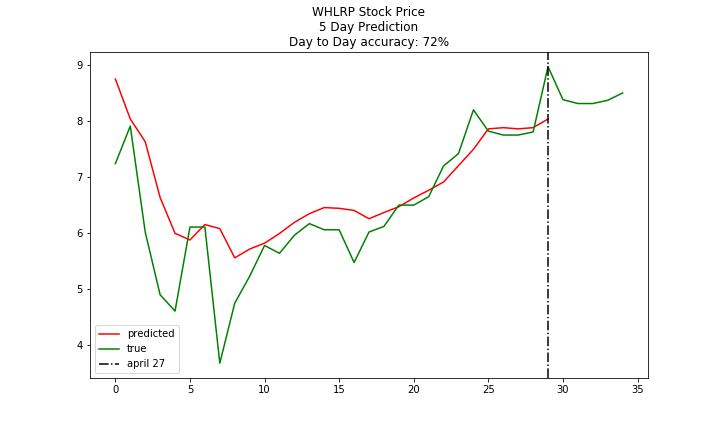 WHLRP Stock Price
5 Day Prediction
Day to Day accuracy: 72%
9
8
7
6
5
4
predicted
true
april 27
0 5 10 15 20 25 30 35